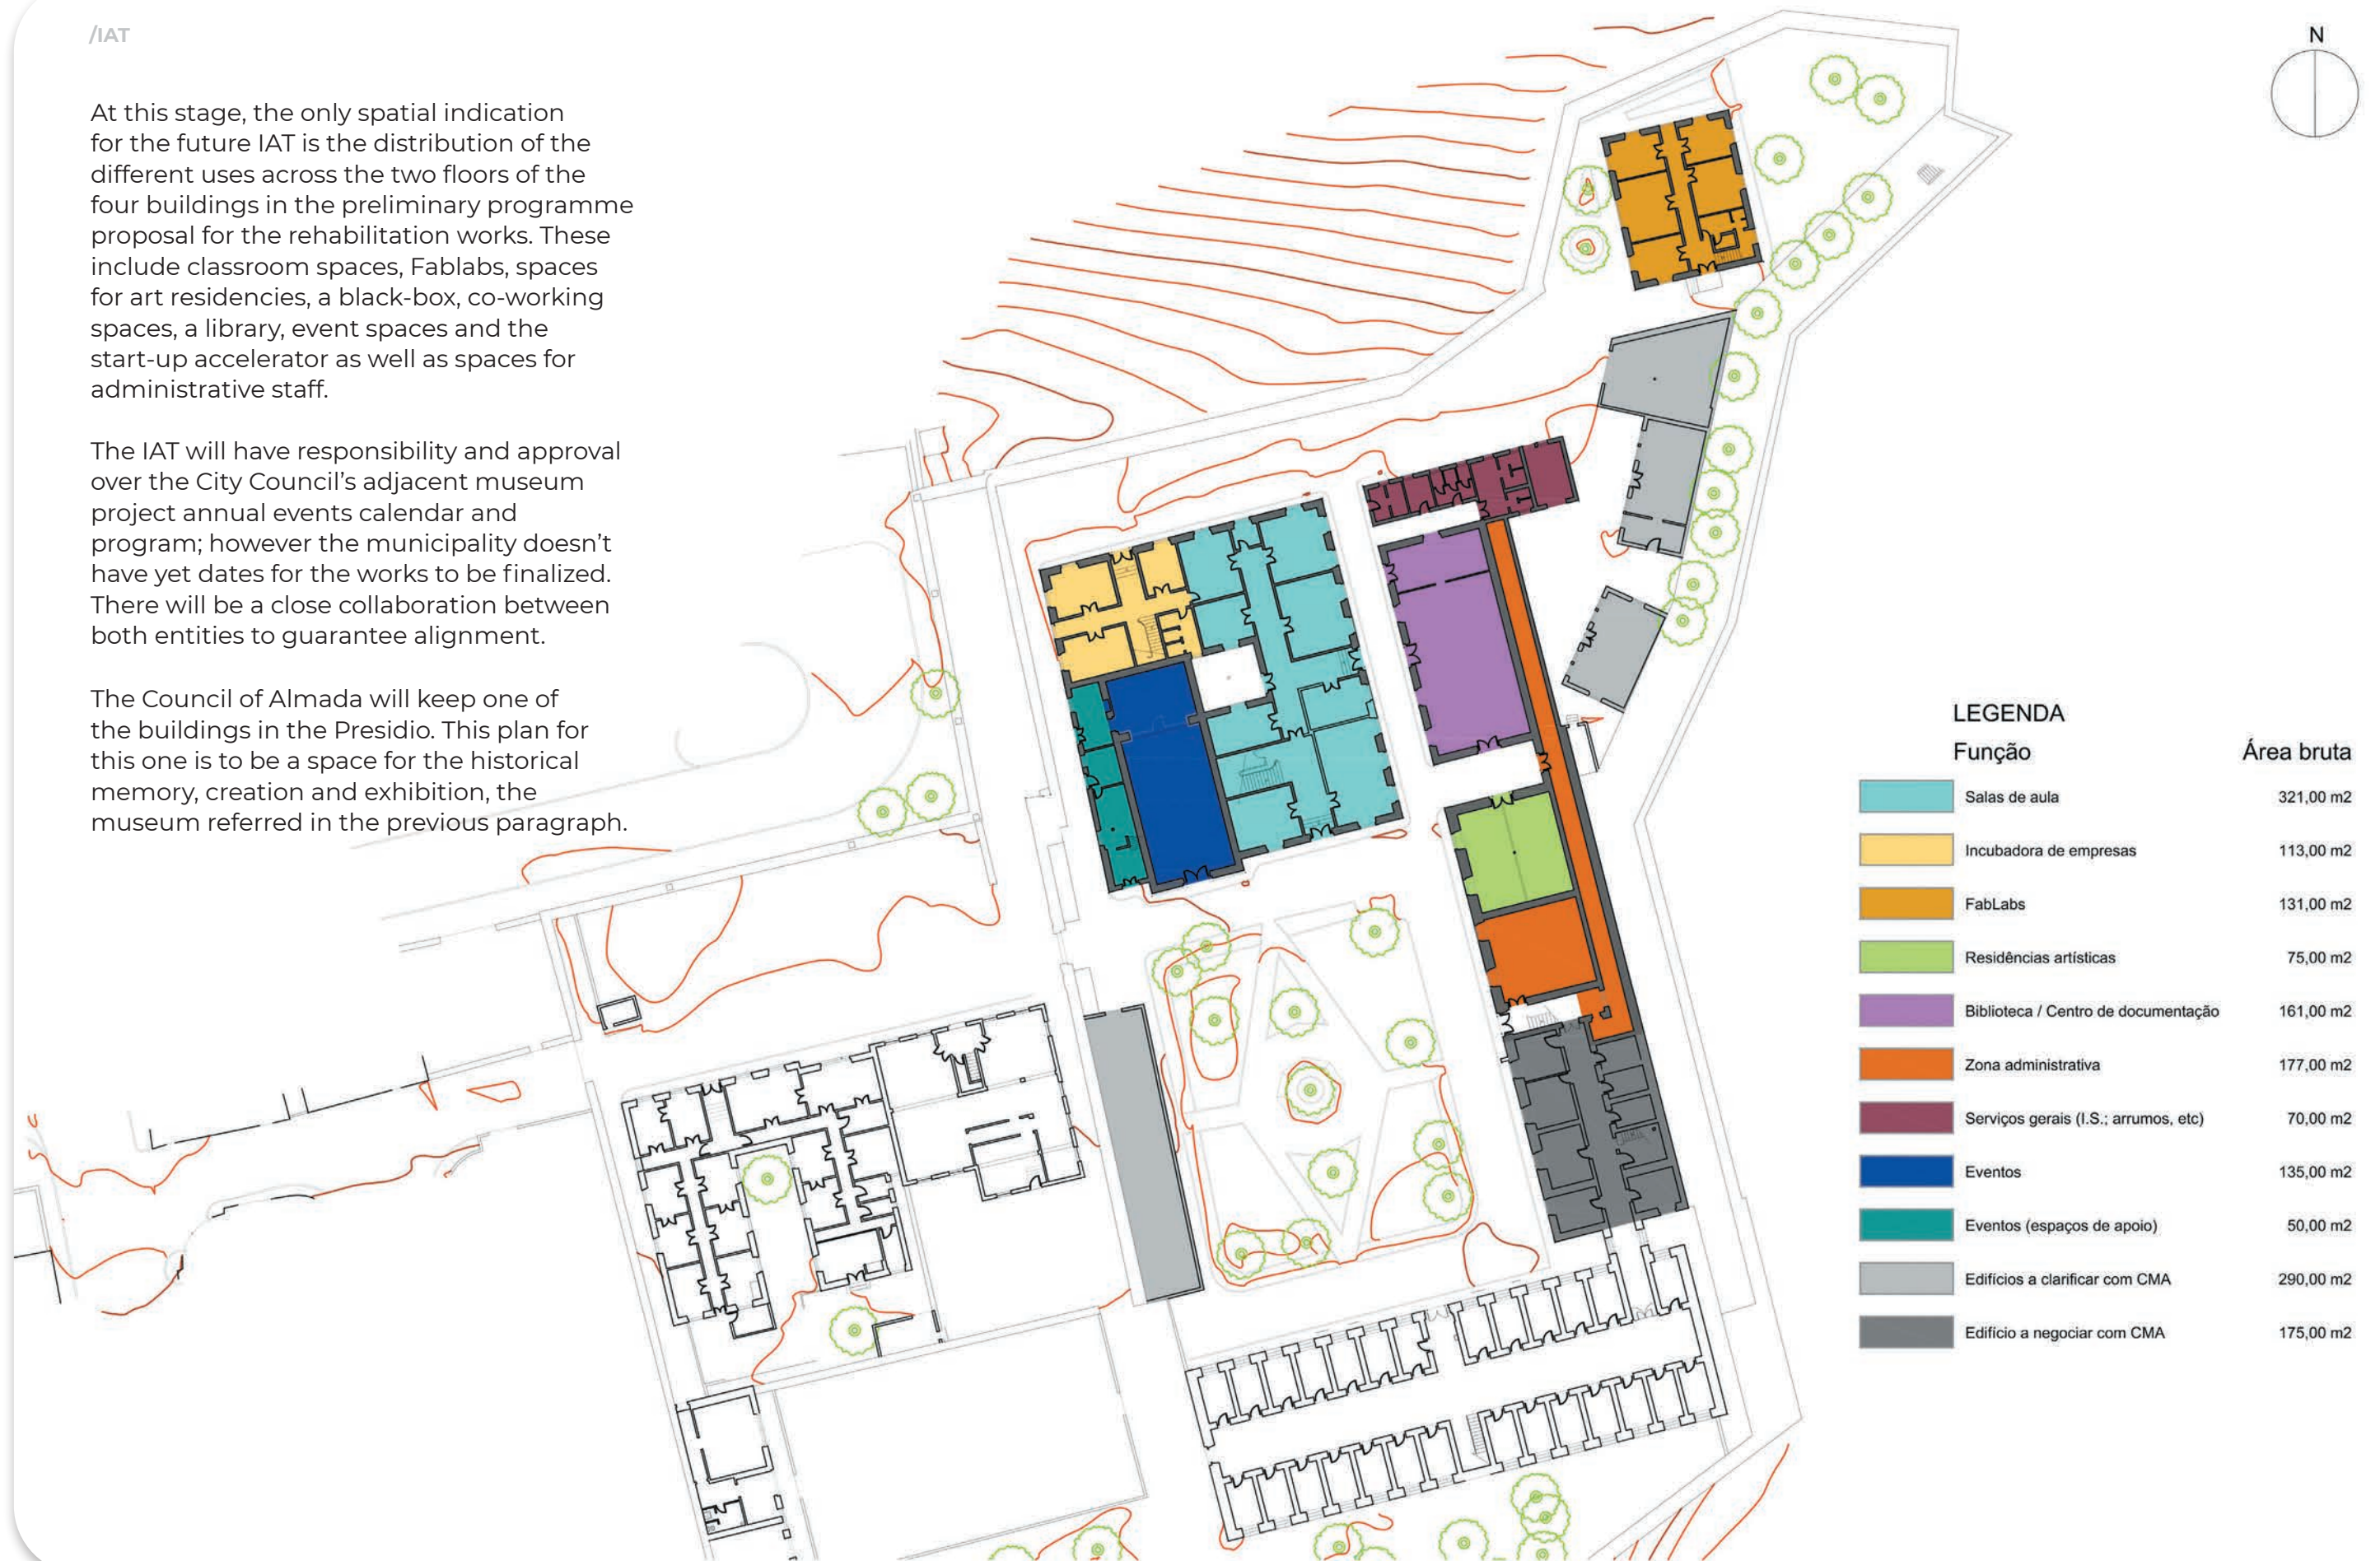 /IAT
At this stage, the only spatial indication
for the future IAT is the distribution of the
different uses across the two floors of the
four buildings in the preliminary programme
proposal for the rehabilitation works. These
include classroom spaces, Fablabs, spaces
for art residencies, a black-box, co-working
spaces, a library, event spaces and the
start-up accelerator as well as spaces for
administrative staff.
The IAT will have responsibility and approval
over the City Council’s adjacent museum
project annual events calendar and
program; however the municipality doesn’t
have yet dates for the works to be finalized.
There will be a close collaboration between
both entities to guarantee alignment.
The Council of Almada will keep one of
the buildings in the Presidio. This plan for
this one is to be a space for the historical
memory, creation and exhibition, the
museum referred in the previous paragraph.
N
LEGENDA
Função Área bruta
Salas de aula 321,00 m2
Incubadora de empresas 113,00 m2
FabLabs 131,00 m2
Residências artísticas 75,00 m2
Biblioteca / Centro de documentação 161,00 m2
Zona administrativa 177,00 m2
Serviços gerais (I.S.; arrumos, etc) 70,00 m2
Eventos 135,00 m2
Eventos (espaços de apoio) 50,00 m2
Edifícios a clarificar com CMA 290,00 m2
Edifício a negociar com CMA 175,00 m2